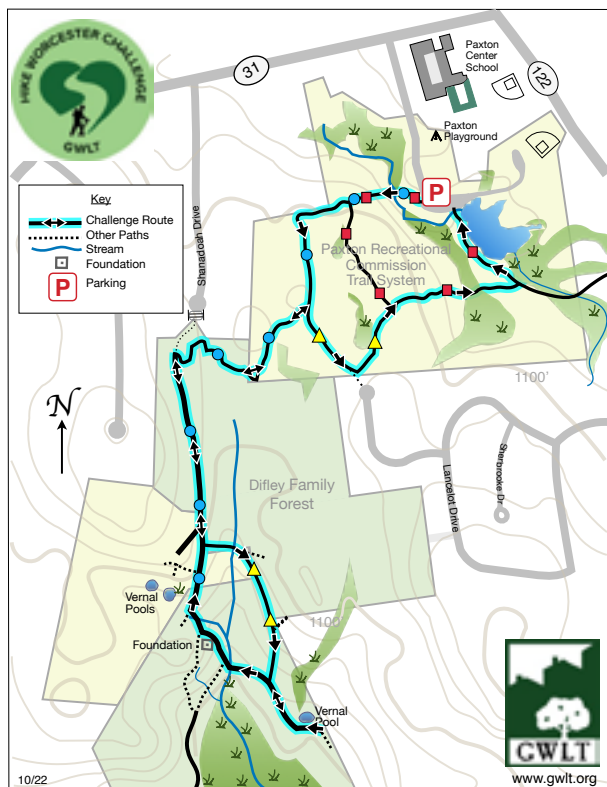 HIKE WORCESTER CHALLENGE
GWLT
31
122
Paxton
Center
School
Paxton
Playground
P
Key
Challenge Route
Other Paths
Stream
Foundation
P
Parking
Shanadoah Drive
Paxton Recreational
Commission
Trail System
1100'
N
Lancelot Drive
Sherbrooke Dr
Difley Family
Forest
Vernal
Pools
1100'
Foundation
Vernal
Pool
GWLT
10/22
www.gwlt.org